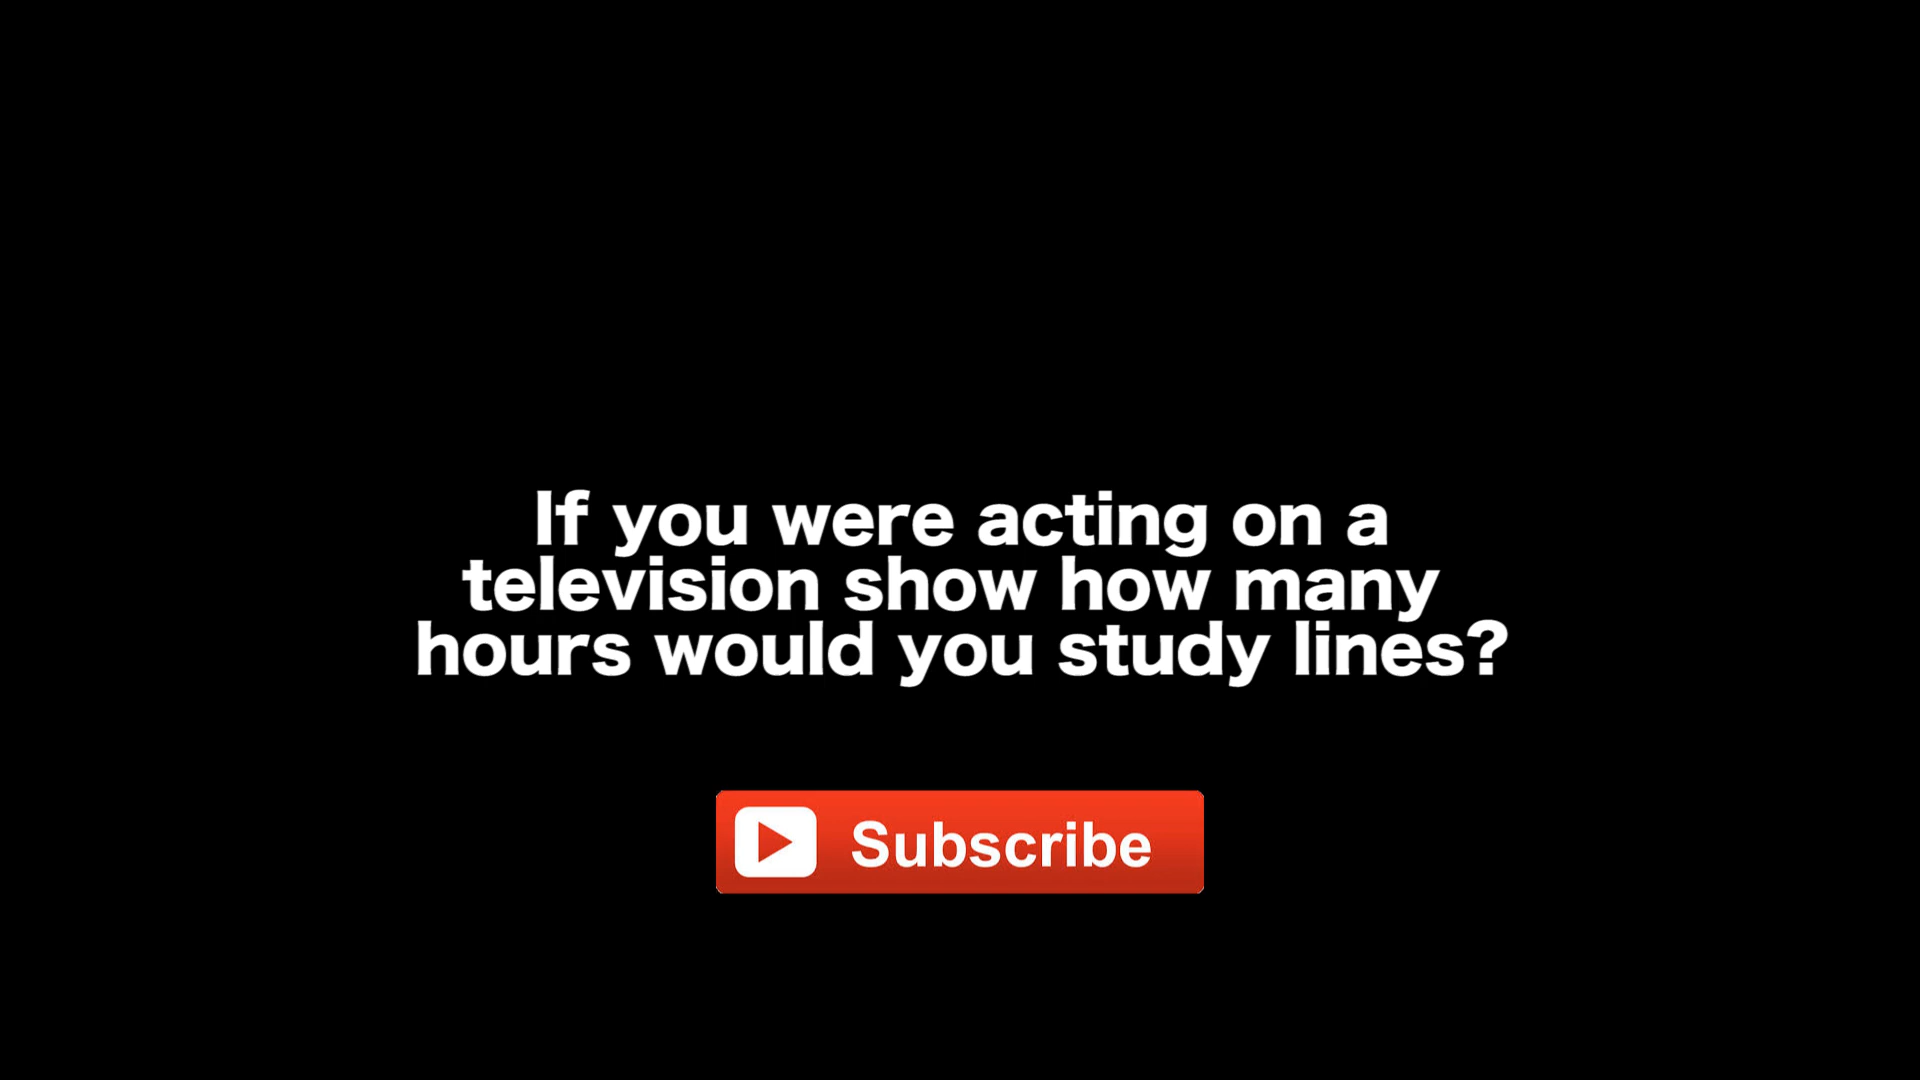 If you were acting on a
television show how many
hours would you study lines?
Subscribe